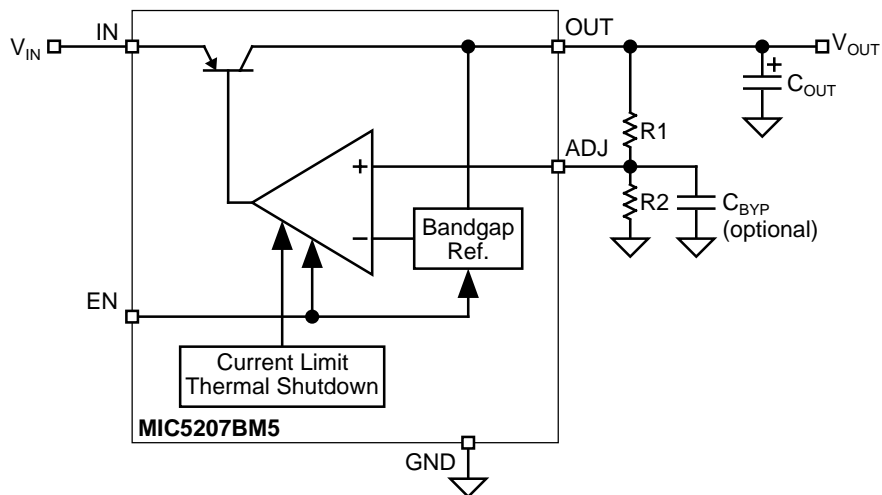 IN
OUT
V_IN
V_OUT
+
C_OUT
R1
ADJ
+
R2
C_BYP
(optional)
–
Bandgap
Ref.
EN
Current Limit
Thermal Shutdown
MIC5207BM5
GND